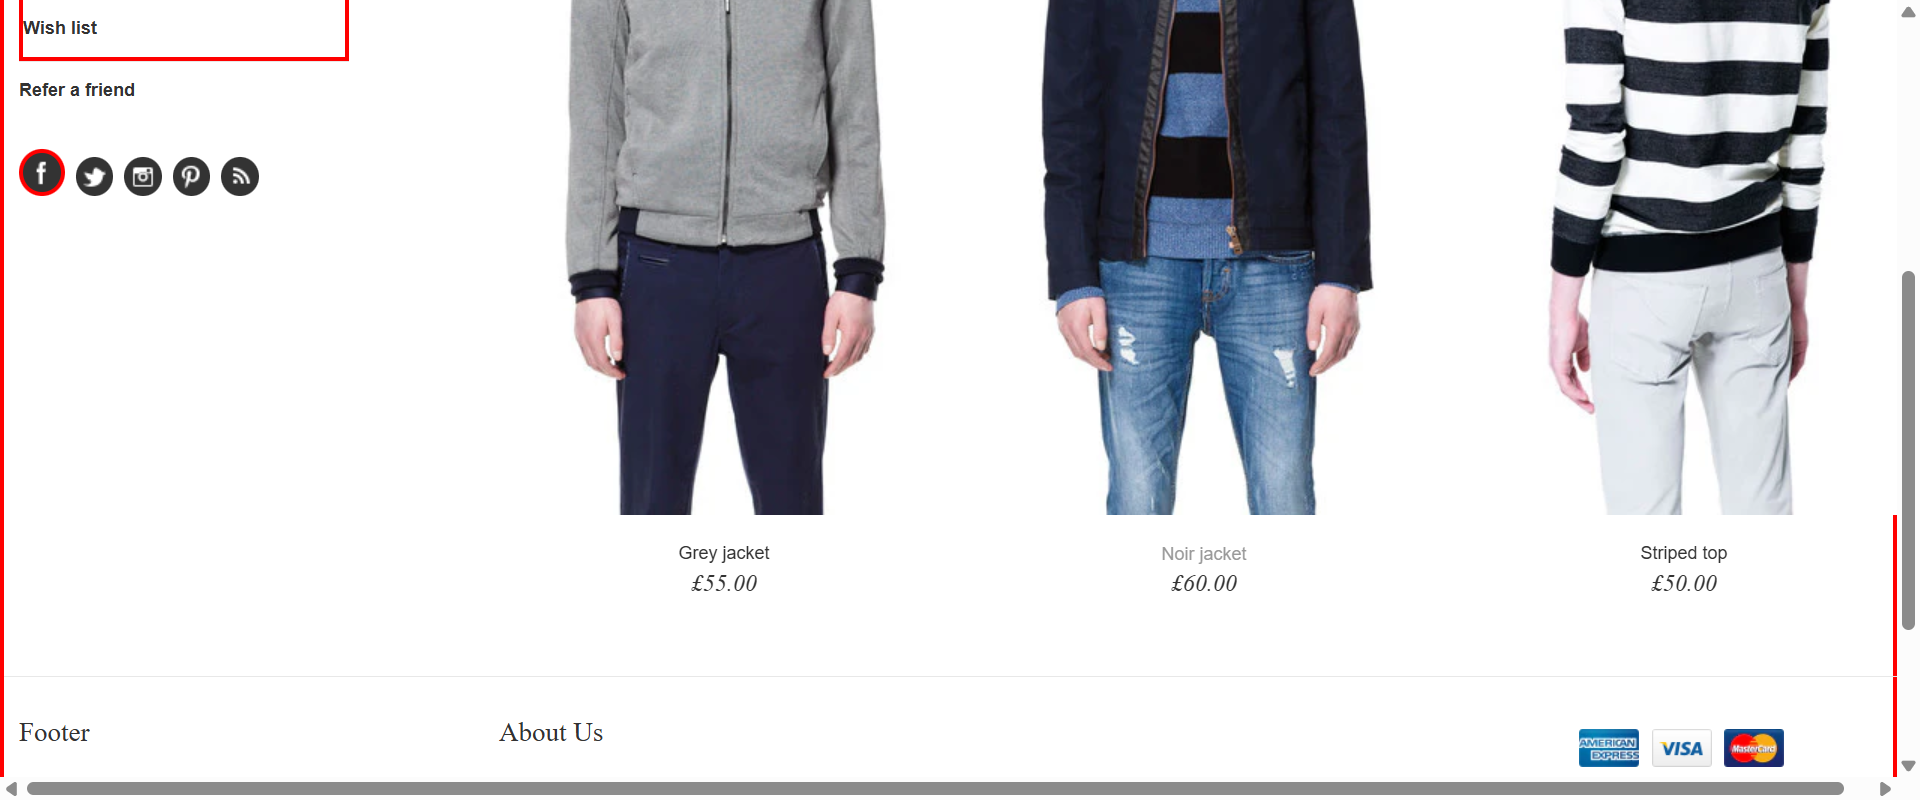 Wish list
Refer a friend
Grey jacket
£55.00
Noir jacket
£60.00
Striped top
£50.00
Footer
About Us
AMERICAN EXPRESS
VISA
MasterCard